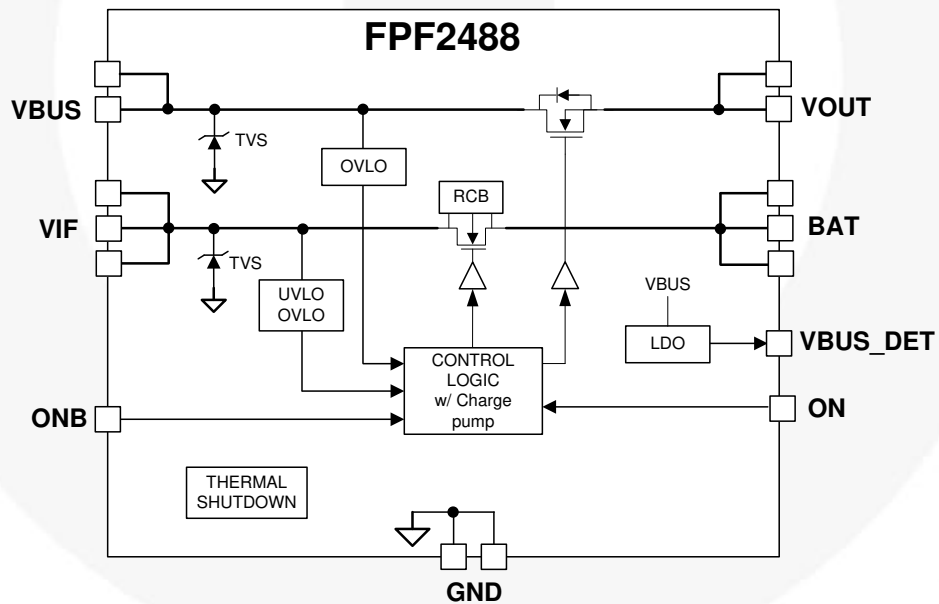 FPF2488
VBUS
VOUT
TVS
OVLO
RCB
VIF
BAT
TVS
UVLO
OVLO
VBUS
LDO
VBUS_DET
CONTROL
LOGIC
w/ Charge
pump
ONB
ON
THERMAL
SHUTDOWN
GND